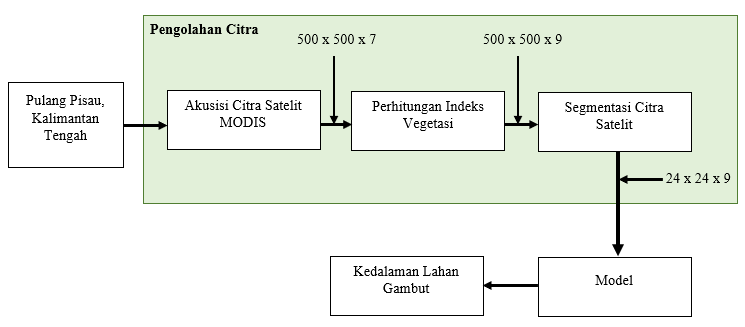 Pengolahan Citra
500 x 500 x 7
500 x 500 x 9
Pulang Pisau,
Kalimantan
Tengah
Akusisi Citra Satelit
MODIS
Perhitungan Indeks
Vegetasi
Segmentasi Citra
Satelit
24 x 24 x 9
Kedalaman Lahan
Gambut
Model